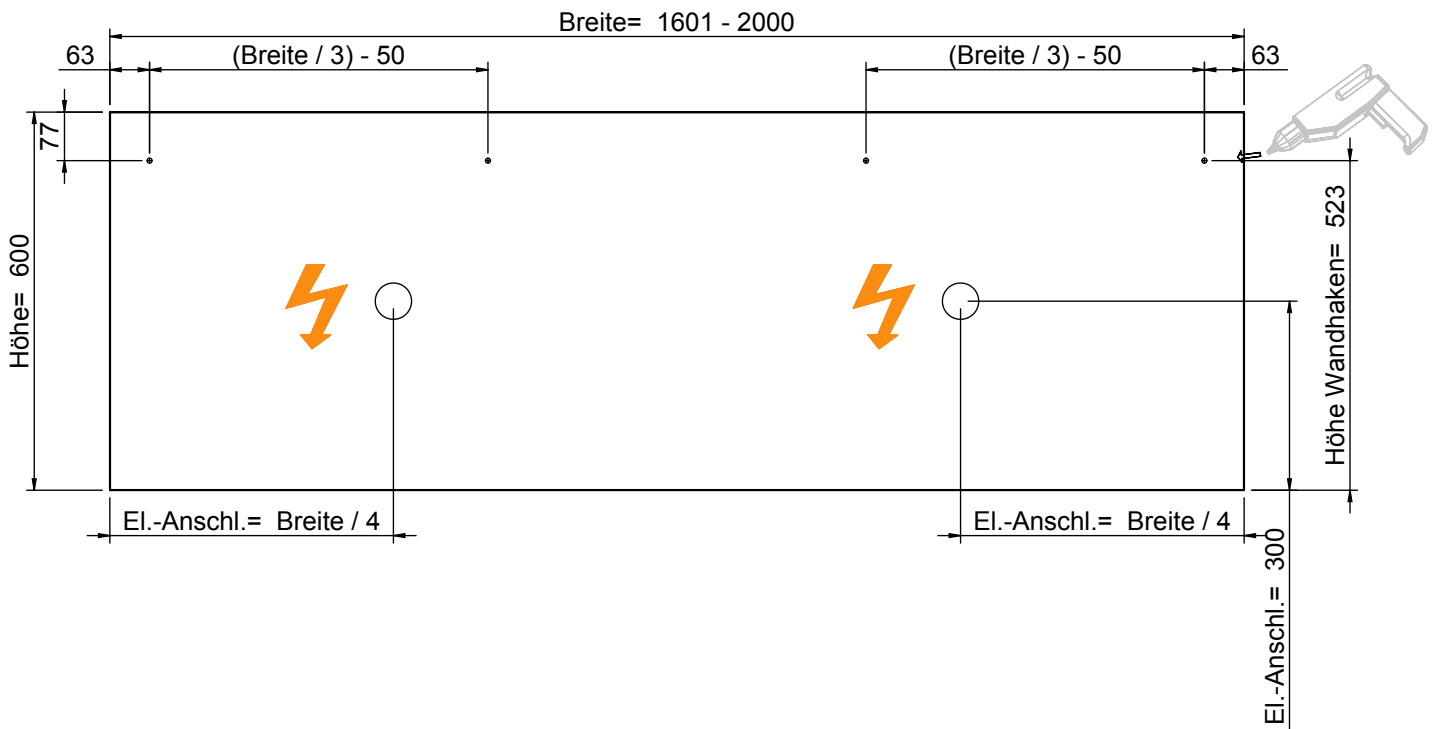 Breite=  1601 - 2000
63
(Breite / 3) - 50
(Breite / 3) - 50
63
77
Höhe=  600
Höhe Wandhaken=  523
El.-Anschl.=  Breite / 4
El.-Anschl.=  Breite / 4
El.-Anschl.=  300